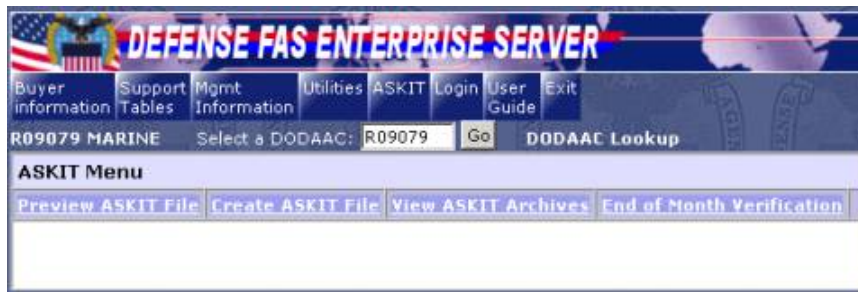 DEFENSE FAS ENTERPRISE SERVER
Buyer information Support Tables Mgmt Information Utilities ASKIT Login User Guide Exit
R09079 MARINE Select a DODAAC: R09079 Go DODAAC Lookup
ASKIT Menu
Preview ASKIT File Create ASKIT File View ASKIT Archives End of Month Verification